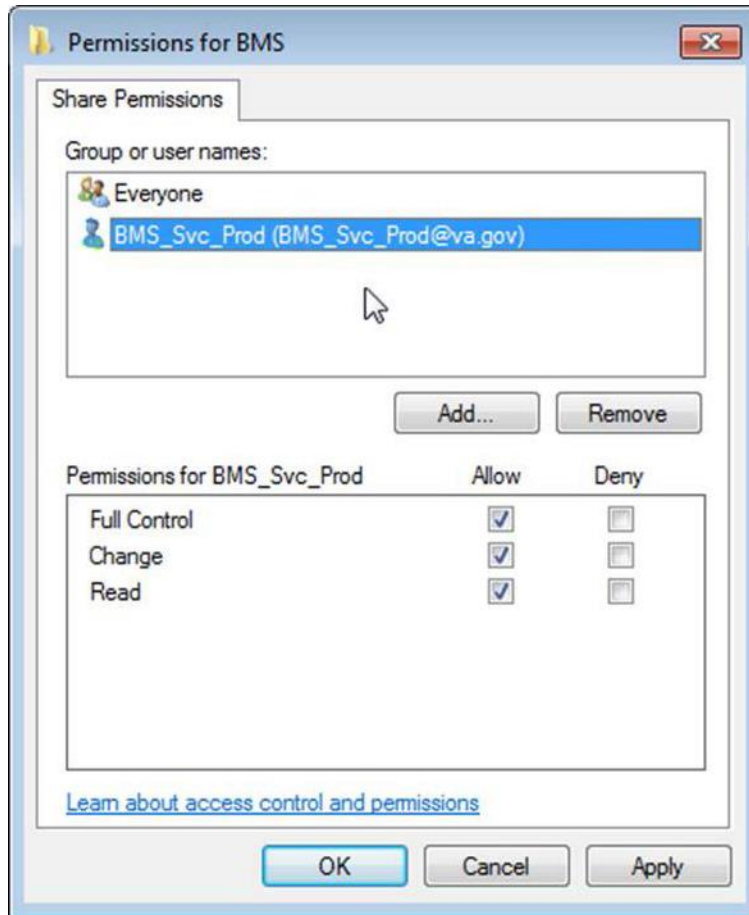 Permissions for BMS
Share Permissions
Group or user names:
Everyone
BMS_Svc_Prod (BMS_Svc_Prod@va.gov)
Add... Remove
Permissions for BMS_Svc_Prod Allow Deny
Full Control
Change
Read
Learn about access control and permissions
OK Cancel Apply